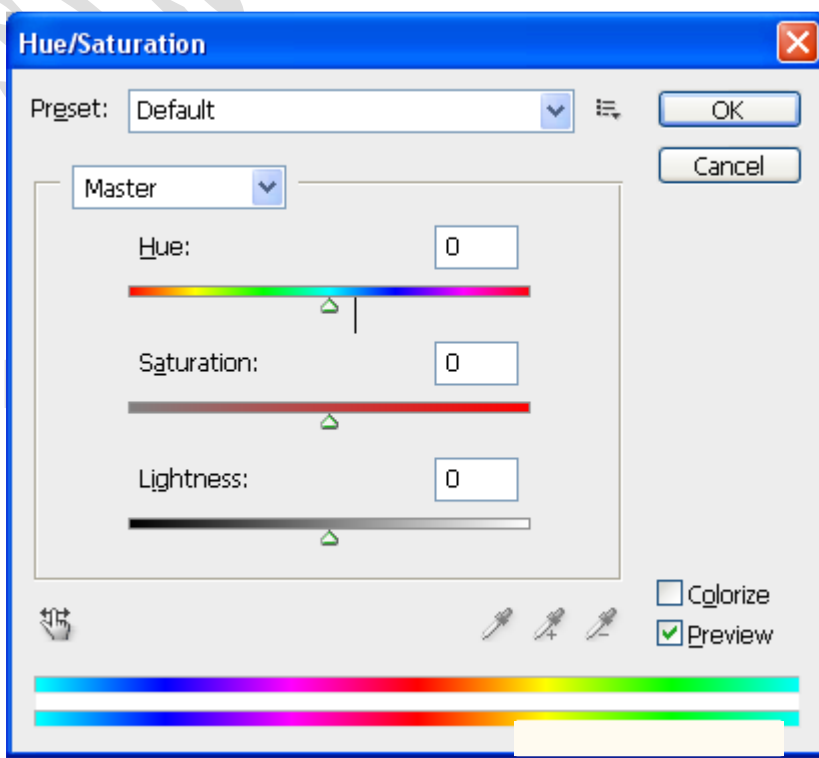 Hue/Saturation
Preset: Default
OK
Cancel
Master
Hue: 0
Saturation: 0
Lightness: 0
Colorize
Preview